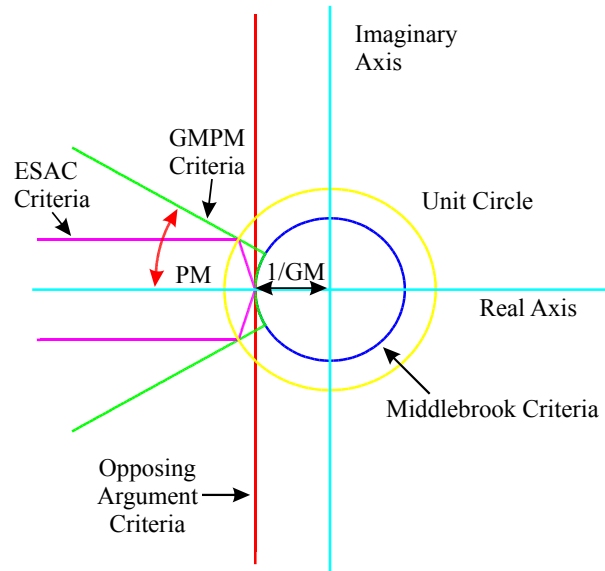 Imaginary
Axis
GMPM
Criteria
ESAC
Criteria
Unit Circle
PM
1/GM
Real Axis
Middlebrook Criteria
Opposing
Argument
Criteria